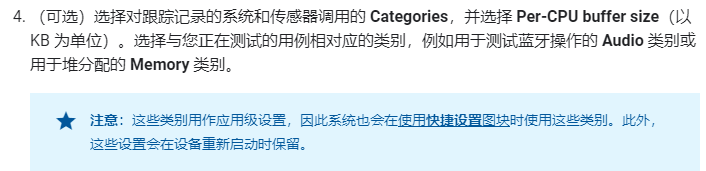 4. （可选）选择对跟踪记录的系统和传感器调用的 Categories，并选择 Per-CPU buffer size（以
KB 为单位）。选择与您正在测试的用例相对应的类别，例如用于测试蓝牙操作的 Audio 类别或
用于堆分配的 Memory 类别。
注意：这些类别用作应用级设置，因此系统也会在使用快捷设置图块时使用这些类别。此外，
这些设置会在设备重新启动时保留。